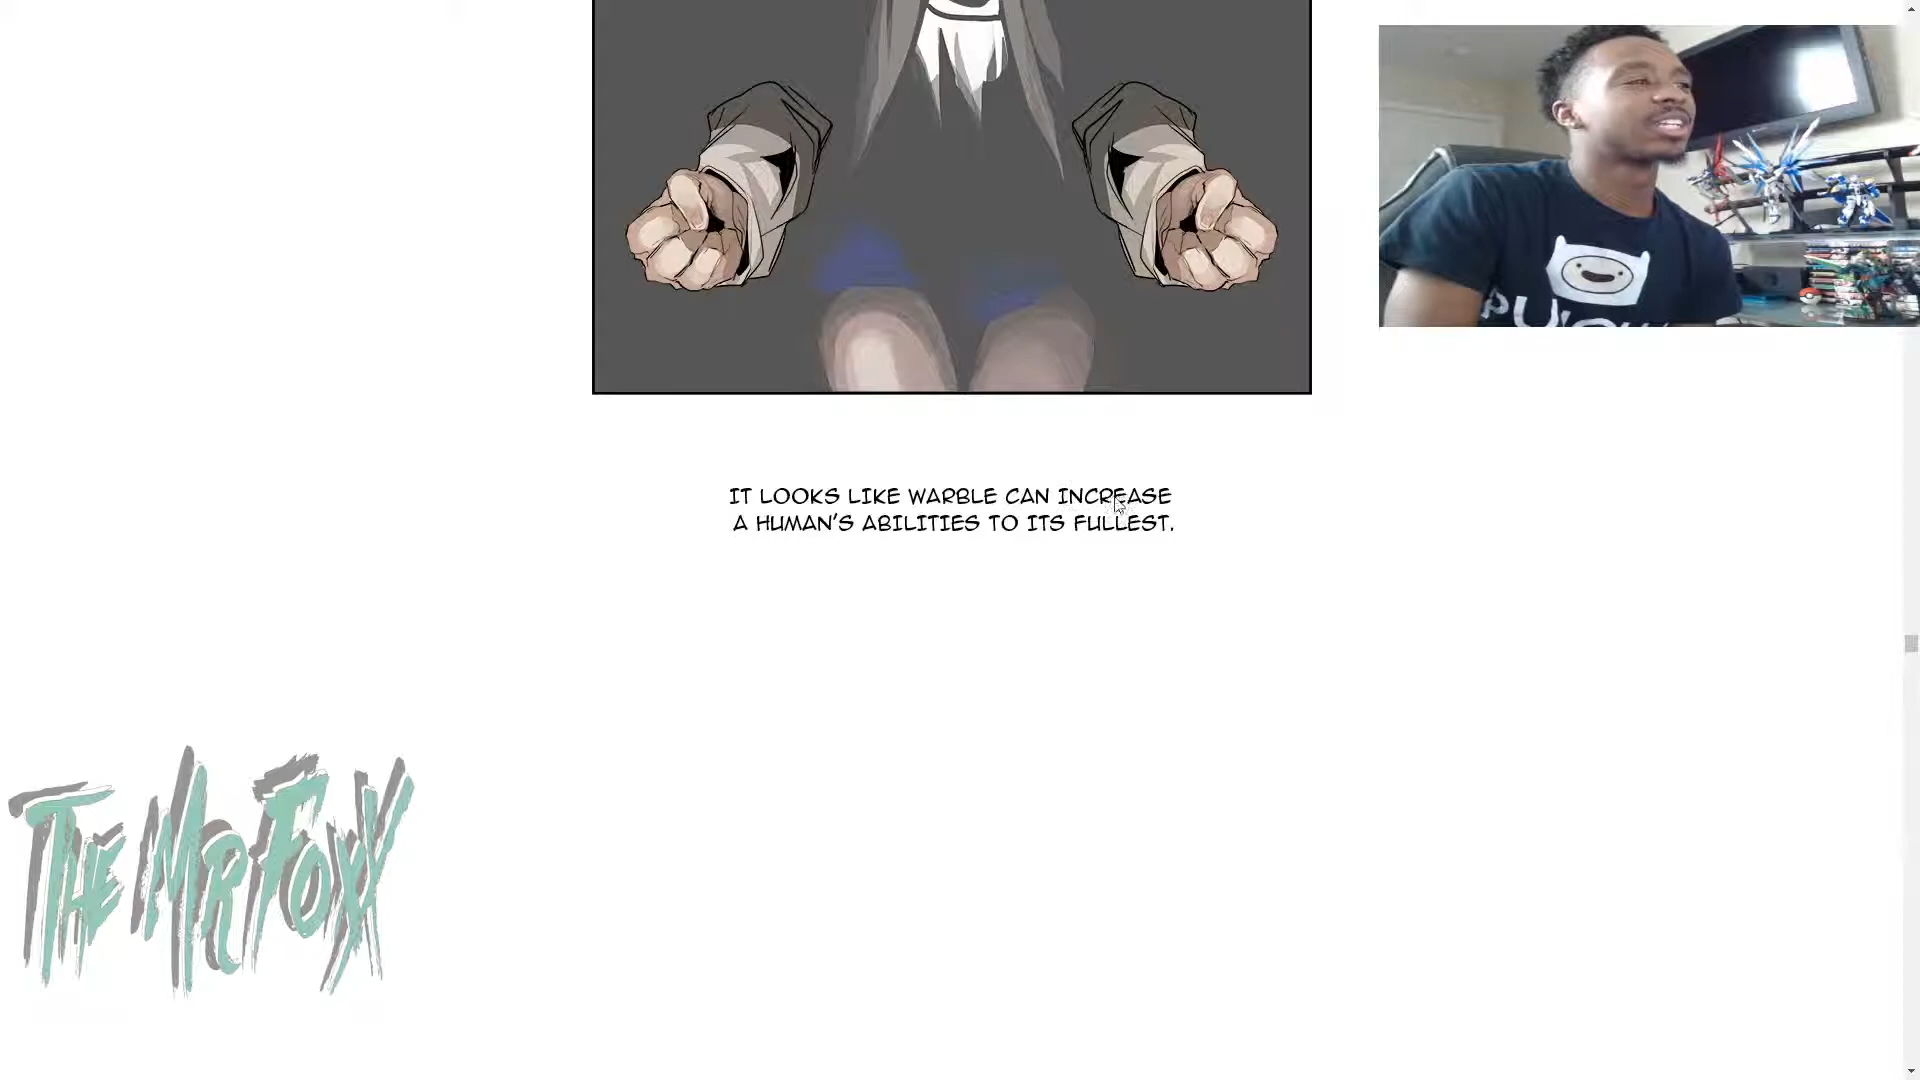 IT LOOKS LIKE WARBLE CAN INCREASE
A HUMAN'S ABILITIES TO ITS FULLEST.
THE MR FOXX